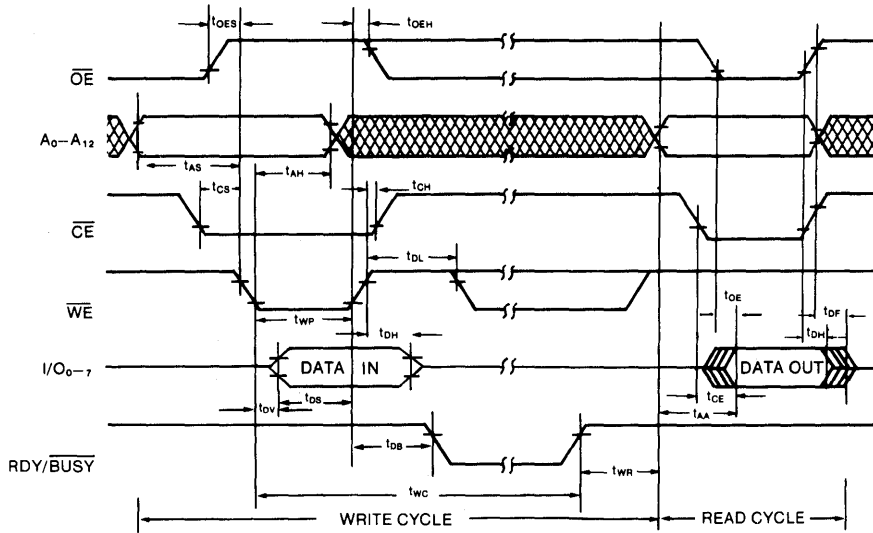 tOES
tOEH
OE
A0–A12
tAS
tAH
tCS
tCH
CE
tDL
WE
tWP
tOE
tDF
tDH
tDH
I/O0–7
DATA IN
DATA OUT
tDV
tDS
tCE
tAA
tDB
RDY/BUSY
tWR
tWC
WRITE CYCLE
READ CYCLE